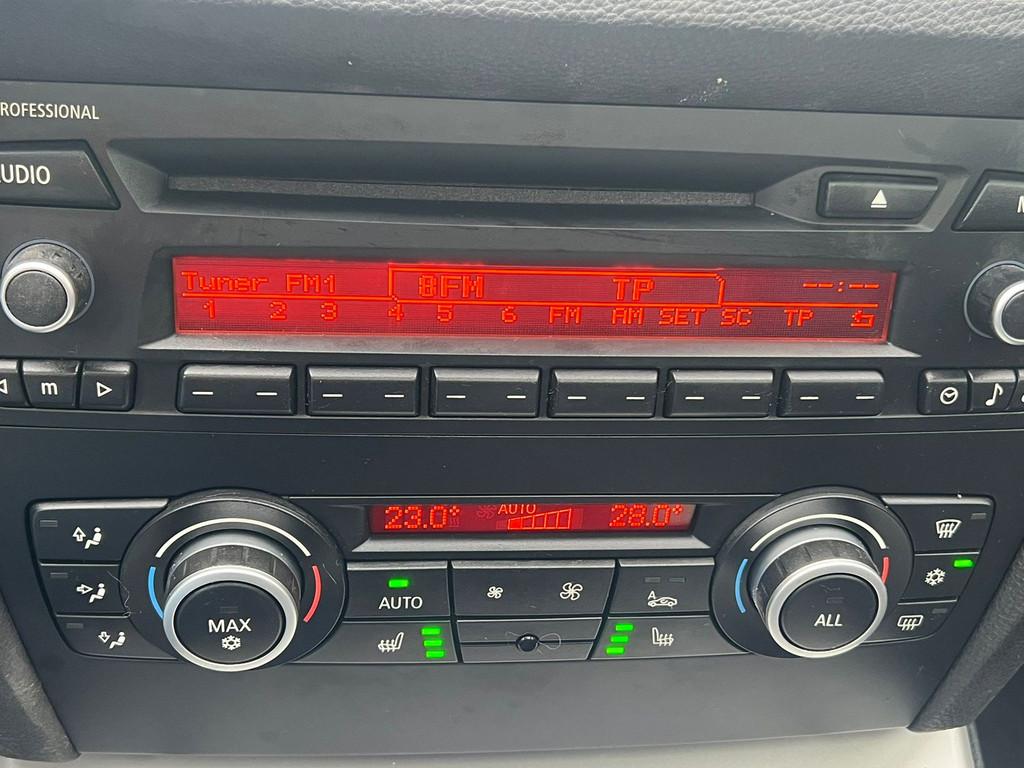 ROFESSIONAL
UDIO
Tuner FM1 8FM TP --:--
1 2 3 4 5 6 FM AM SET SC TP
m
23.0° AUTO 28.0°
AUTO
A
MAX
ALL